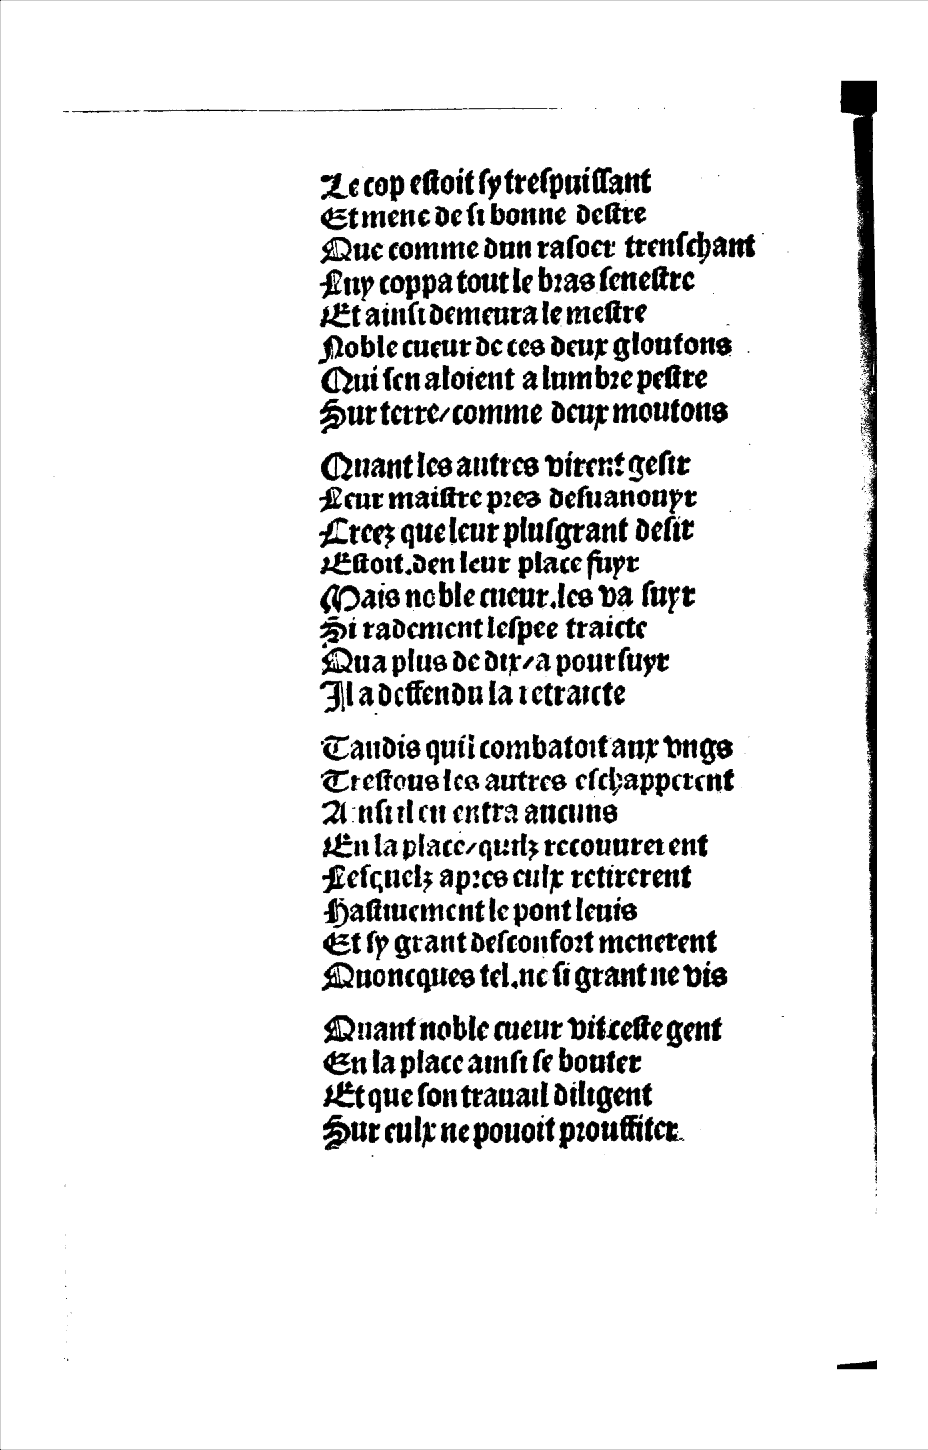 Le cop estoit sy trespuissant
Et mene de si bonne destre
Que comme dun rasoer trenschant
Luy coppa tout le bras senestre
Et ainsi demeura le mestre
Noble cueur de ces deux gloutons
Qui sen aloient a lumbre pestre
Sur terre/comme deux moutons
Quant les autres virent gesir
Leur maistre pres desuanouyr
Creez que leur plusgrant desir
Estoit.den leur place fuyr
Mais noble cueur.les va suyr
Si radement lespee traicte
Qua plus de dix/a poursuyr
Il a deffendu la retraicte
Tandis quil combatoit aux vngs
Trestous les autres eschapperent
Ainsi il en entra aucuns
En la place/quilz recouurerent
Lesquelz apres eulx retirerent
Hastiuement le pont leuis
Et sy grant desconfort menerent
Quoncques tel.ne si grant ne vis
Quant noble cueur vit ceste gent
En la place ainsi se bouter
Et que son trauail diligent
Sur eulx ne pouoit prouffiter